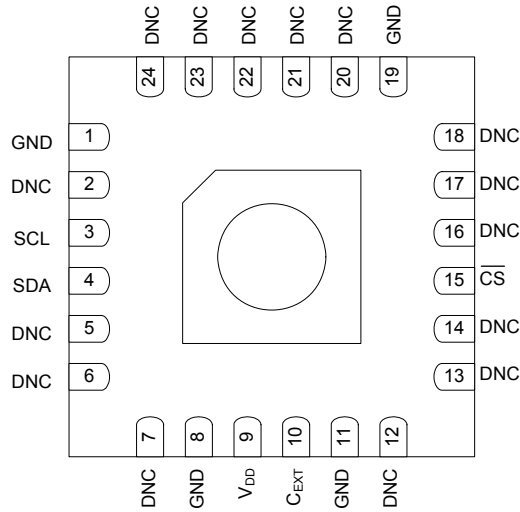 DNC DNC DNC DNC DNC GND
24 23 22 21 20 19
GND 1 18 DNC
DNC 2 17 DNC
SCL 3 16 DNC
SDA 4 15 C̅S̅
DNC 5 14 DNC
DNC 6 13 DNC
7 8 9 10 11 12
DNC GND VDD CEXT GND DNC